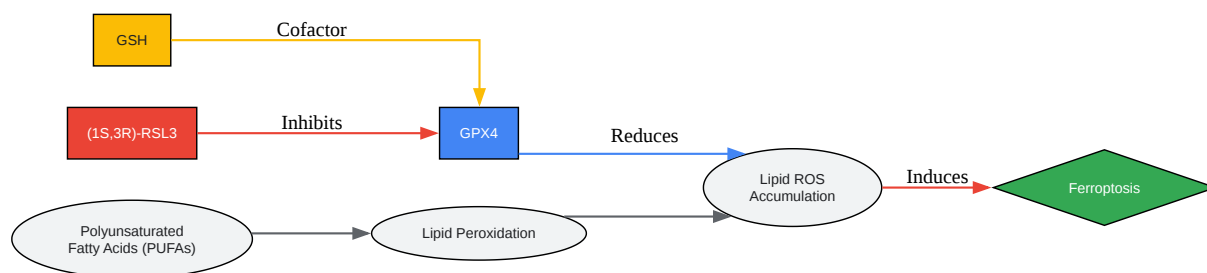 GSH
Cofactor
(1S,3R)-RSL3
Inhibits
GPX4
Reduces
Lipid ROS
Accumulation
Induces
Ferroptosis
Polyunsaturated
Fatty Acids (PUFAs)
Lipid Peroxidation